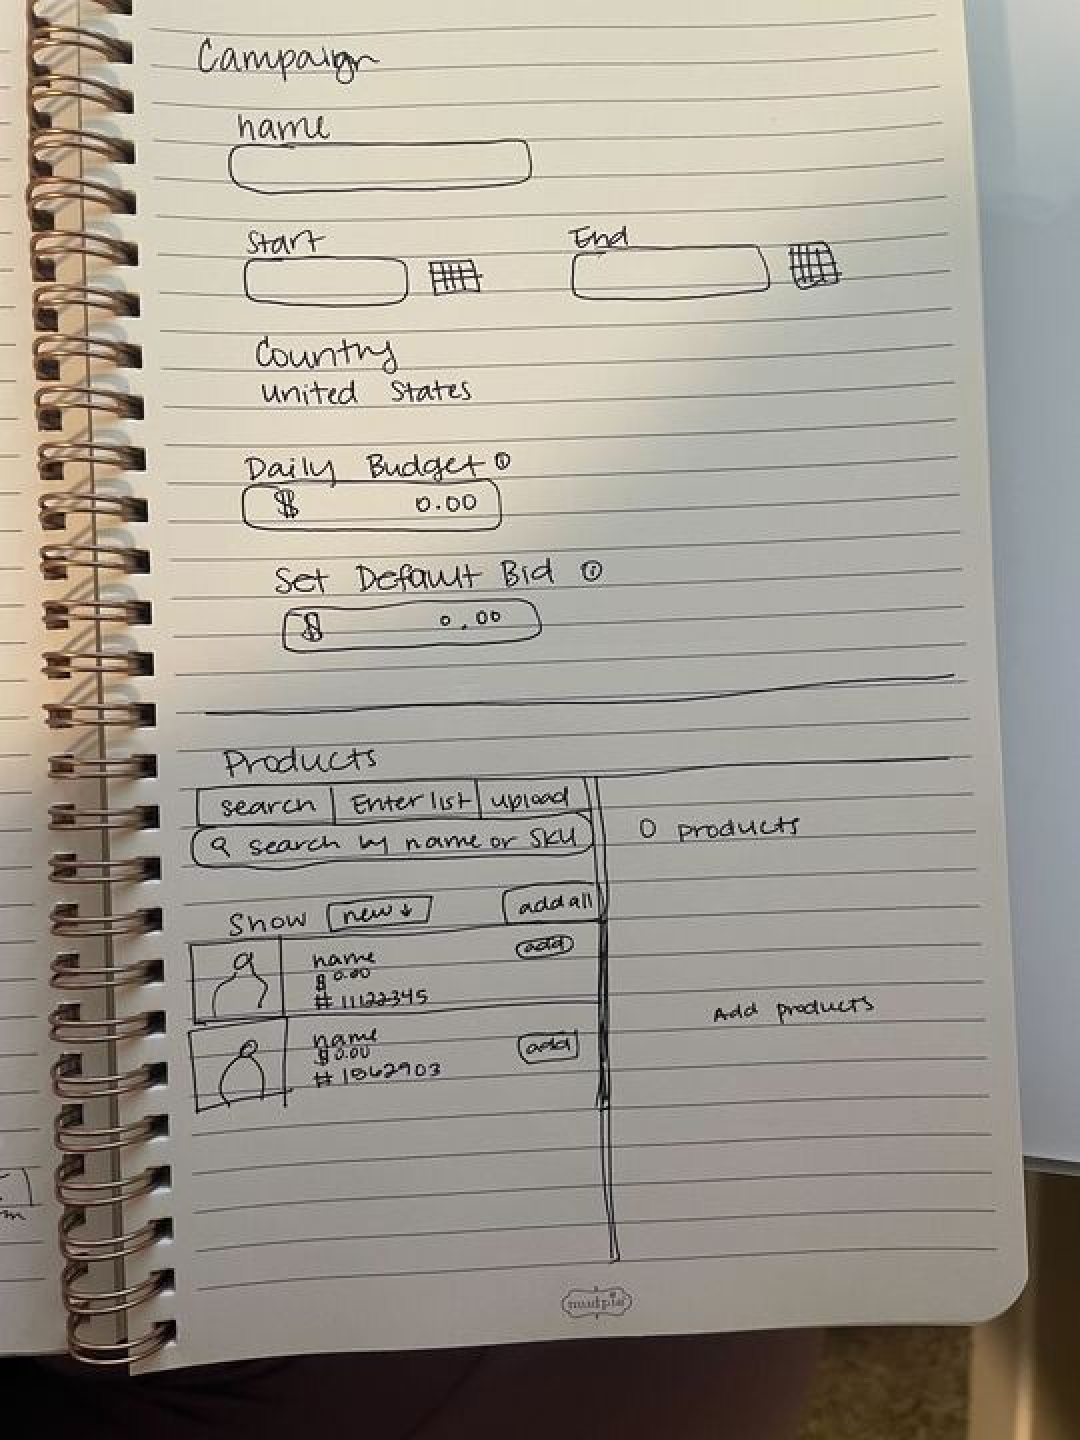 Campaign
name
Start End
Country
United States
Daily Budget i
$ 0.00
Set Default Bid i
$ 0.00
Products
search Enter list upload
search by name or SKU
0 products
Show new ↓ add all
name add
$ 0.00
# 11122345
Add products
name
$ 0.00 add
# 1862903
mudpie